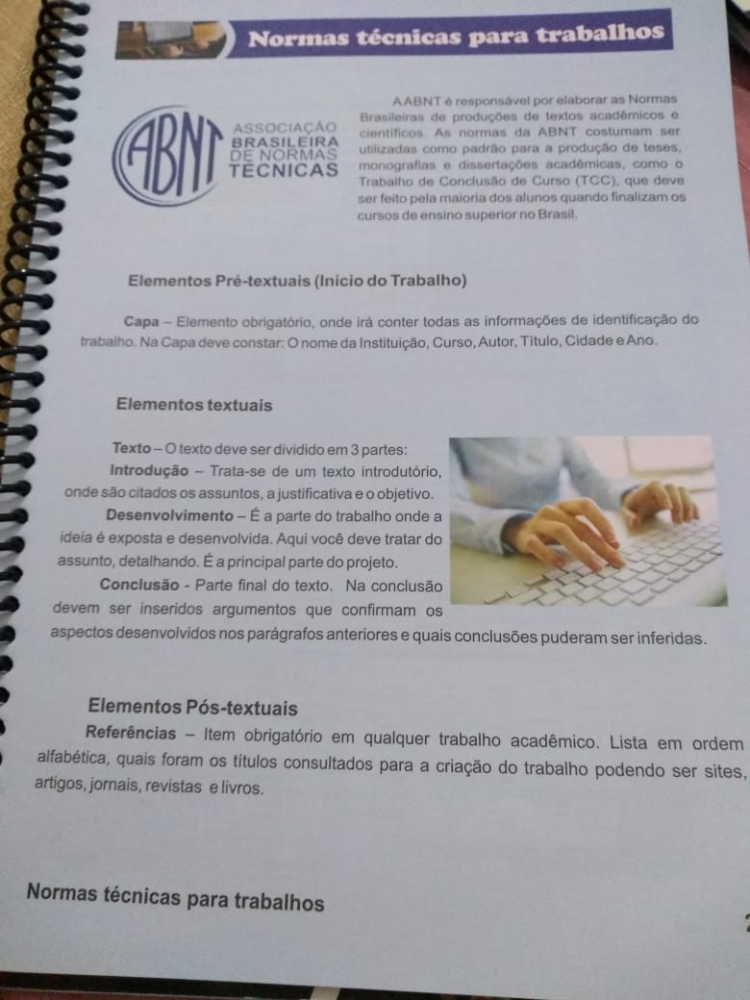 Normas técnicas para trabalhos
ABNT
ASSOCIAÇÃO
BRASILEIRA
DE NORMAS
TÉCNICAS
A ABNT é responsável por elaborar as Normas
Brasileiras de produções de textos acadêmicos e
científicos. As normas da ABNT costumam ser
utilizadas como padrão para a produção de teses,
monografias e dissertações acadêmicas, como o
Trabalho de Conclusão de Curso (TCC), que deve
ser feito pela maioria dos alunos quando finalizam os
cursos de ensino superior no Brasil.
Elementos Pré-textuais (Inicio do Trabalho)
Capa – Elemento obrigatório, onde irá conter todas as informações de identificação do
trabalho. Na Capa deve constar: O nome da Instituição, Curso, Autor, Titulo, Cidade e Ano.
Elementos textuais
Texto – O texto deve ser dividido em 3 partes:
Introdução – Trata-se de um texto introdutório,
onde são citados os assuntos, a justificativa e o objetivo.
Desenvolvimento – É a parte do trabalho onde a
ideia é exposta e desenvolvida. Aqui você deve tratar do
assunto, detalhando. É a principal parte do projeto.
Conclusão - Parte final do texto. Na conclusão
devem ser inseridos argumentos que confirmam os
aspectos desenvolvidos nos parágrafos anteriores e quais conclusões puderam ser inferidas.
Elementos Pós-textuais
Referências – Item obrigatório em qualquer trabalho acadêmico. Lista em ordem
alfabética, quais foram os títulos consultados para a criação do trabalho podendo ser sites,
artigos, jornais, revistas e livros.
Normas técnicas para trabalhos